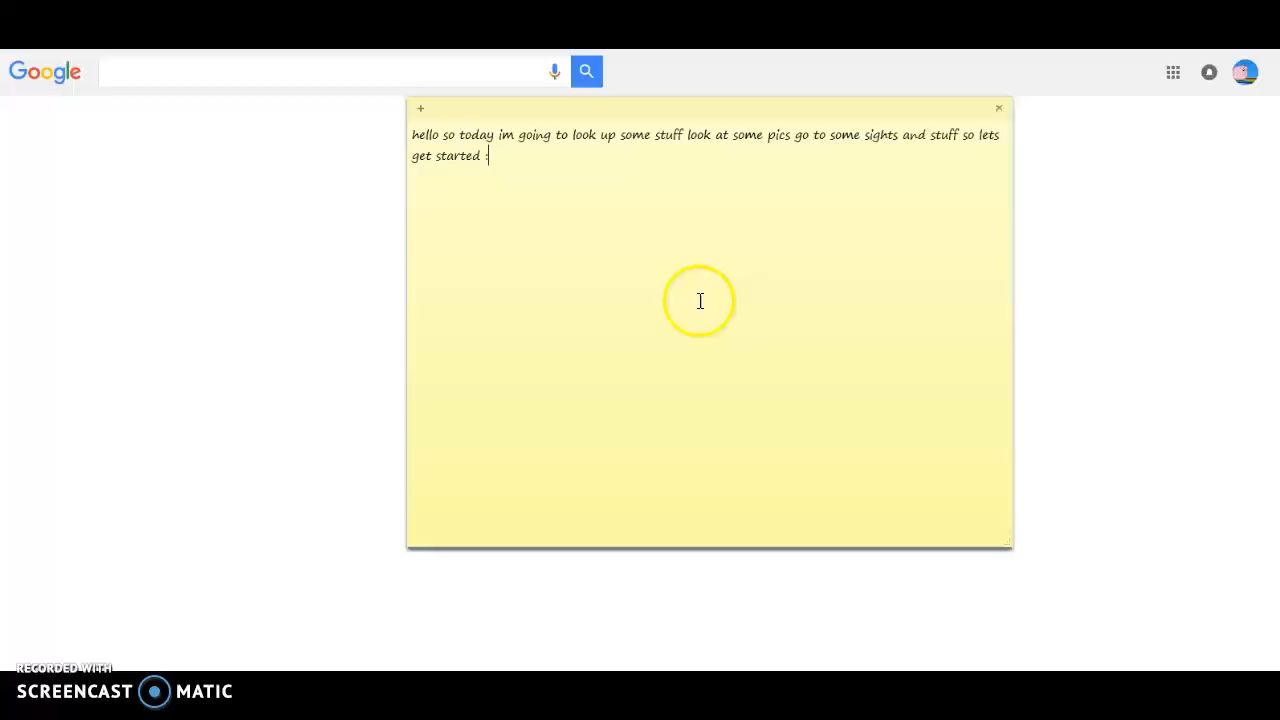 Google
+
×
hello so today im going to look up some stuff look at some pics go to some sights and stuff so lets
get started :
RECORDED WITH
SCREENCAST MATIC